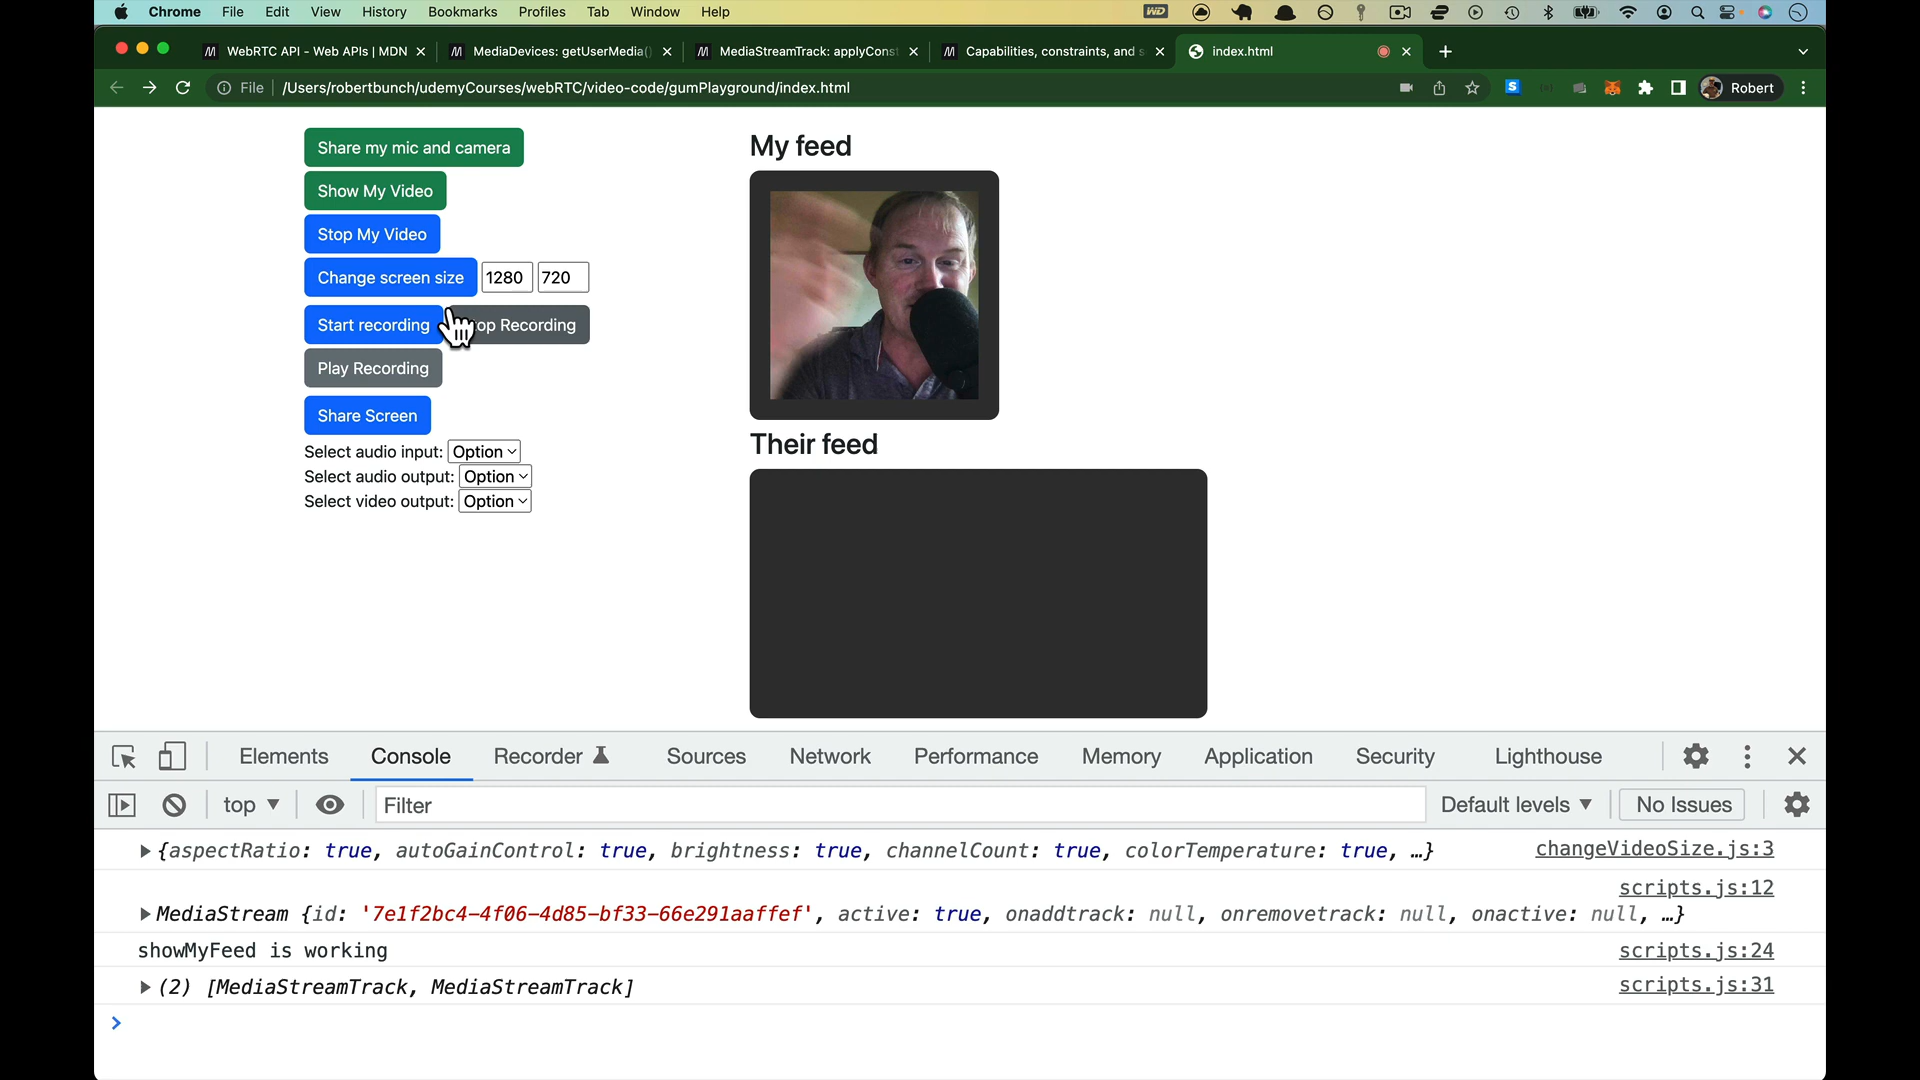 Chrome File Edit View History Bookmarks Profiles Tab Window Help WD
WebRTC API - Web APIs | MDN MediaDevices: getUserMedia() MediaStreamTrack: applyConst Capabilities, constraints, and s index.html
File /Users/robertbunch/udemyCourses/webRTC/video-code/gumPlayground/index.html S Robert
Share my mic and camera
Show My Video
Stop My Video
Change screen size 1280 720
Start recording op Recording
Play Recording
Share Screen
Select audio input: Option
Select audio output: Option
Select video output: Option
My feed
Their feed
Elements Console Recorder Sources Network Performance Memory Application Security Lighthouse
top Filter Default levels No Issues
{aspectRatio: true, autoGainControl: true, brightness: true, channelCount: true, colorTemperature: true, …} changeVideoSize.js:3
scripts.js:12
MediaStream {id: '7e1f2bc4-4f06-4d85-bf33-66e291aaffef', active: true, onaddtrack: null, onremovetrack: null, onactive: null, …}
showMyFeed is working scripts.js:24
(2) [MediaStreamTrack, MediaStreamTrack] scripts.js:31